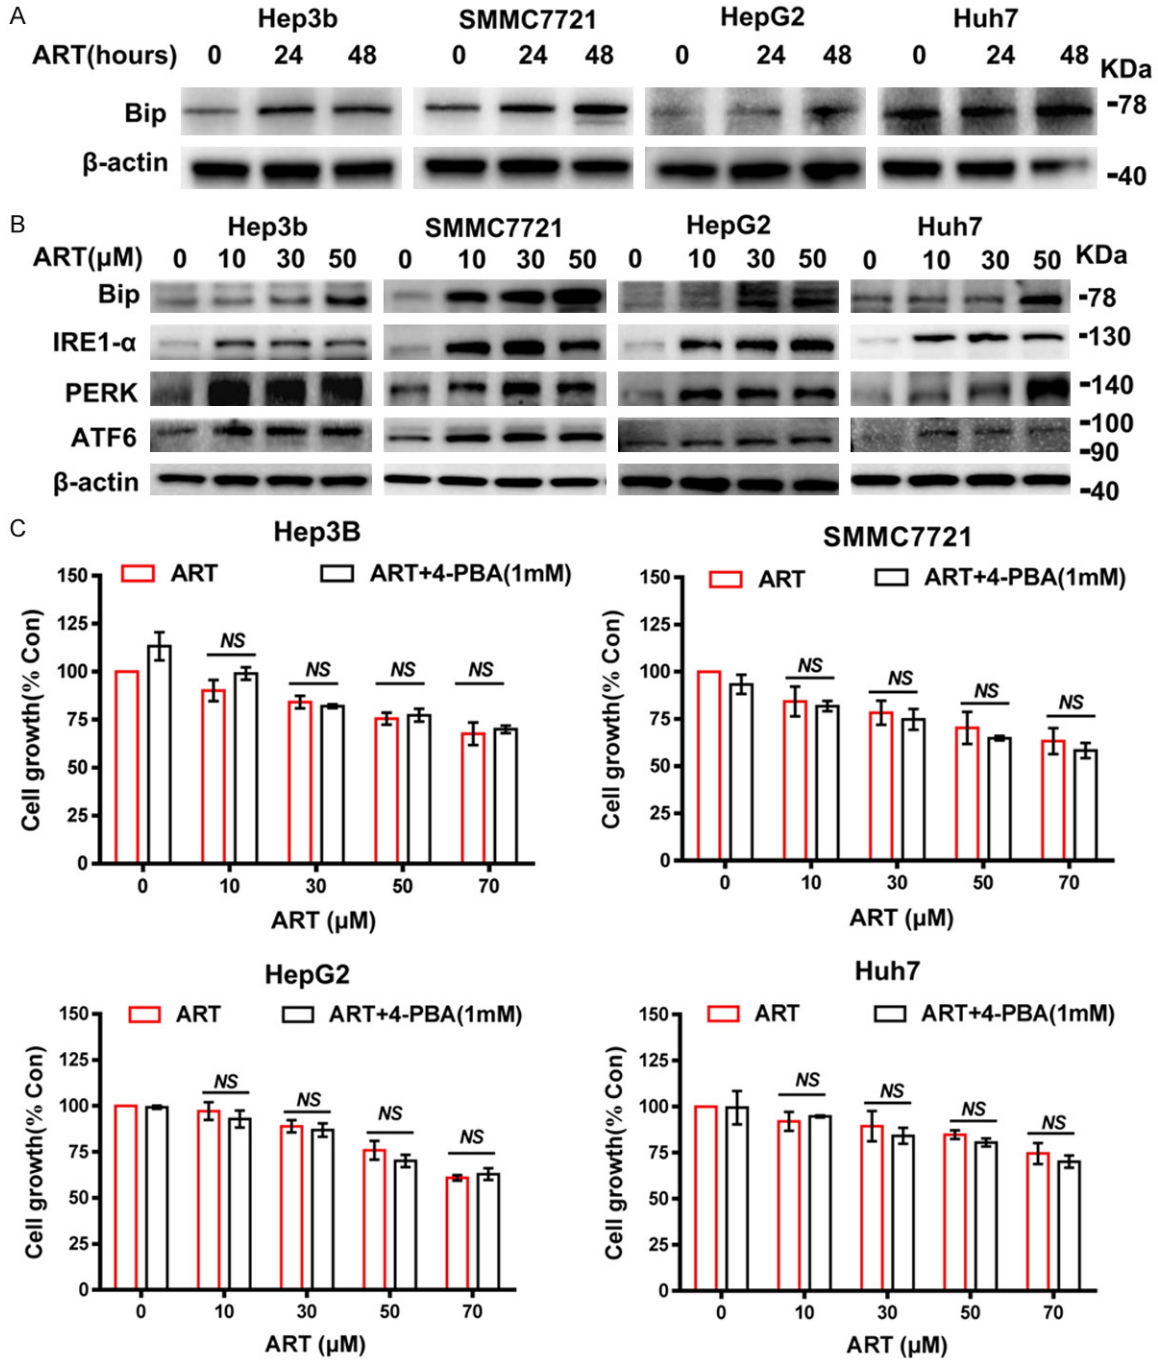 A
Hep3b SMMC7721 HepG2 Huh7
ART(hours) 0 24 48 0 24 48 0 24 48 0 24 48 KDa
Bip -78
β-actin -40
B
Hep3b SMMC7721 HepG2 Huh7
ART(µM) 0 10 30 50 0 10 30 50 0 10 30 50 0 10 30 50 KDa
Bip -78
IRE1-α -130
PERK -140
ATF6 -100
-90
β-actin -40
C
Hep3B
ART ART+4-PBA(1mM)
Cell growth(% Con)
150
125
100
75
50
25
0
NS NS NS NS
0 10 30 50 70
ART (µM)
SMMC7721
ART ART+4-PBA(1mM)
Cell growth(% Con)
150
125
100
75
50
25
0
NS NS NS NS
0 10 30 50 70
ART (µM)
HepG2
ART ART+4-PBA(1mM)
Cell growth(% Con)
150
125
100
75
50
25
0
NS NS NS NS
0 10 30 50 70
ART (µM)
Huh7
ART ART+4-PBA(1mM)
Cell growth(% Con)
150
125
100
75
50
25
0
NS NS NS NS
0 10 30 50 70
ART (µM)